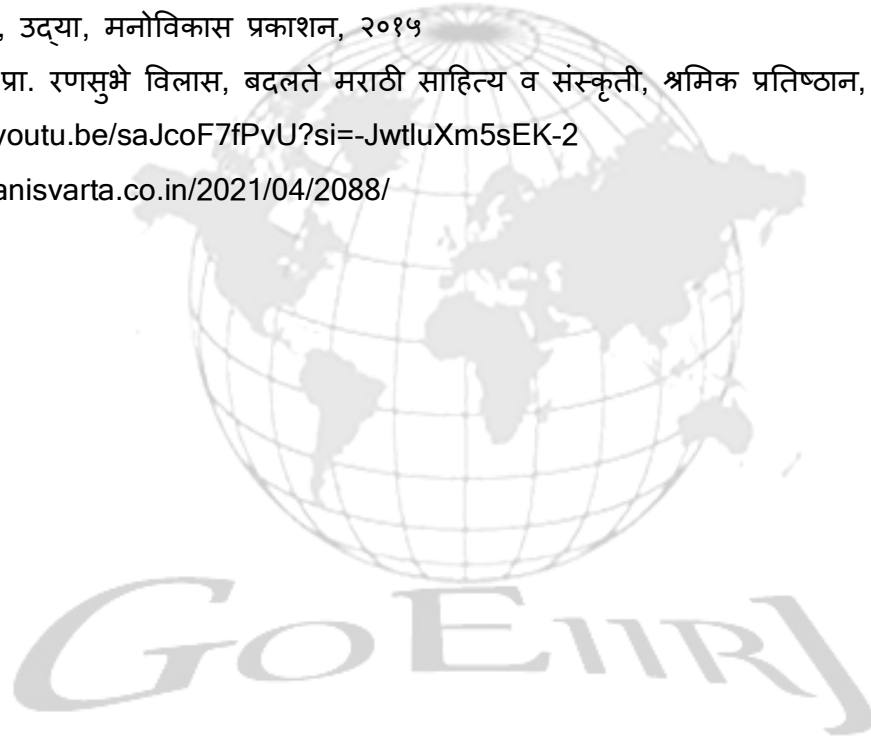 , उद्‌या, मनोविकास प्रकाशन, २०१५
प्रा. रणसुभे विलास, बदलते मराठी साहित्य व संस्कृती, श्रमिक प्रतिष्ठान,
youtu.be/saJcoF7fPvU?si=-JwtluXm5sEK-2
anisvarta.co.in/2021/04/2088/
GOEIIRJ